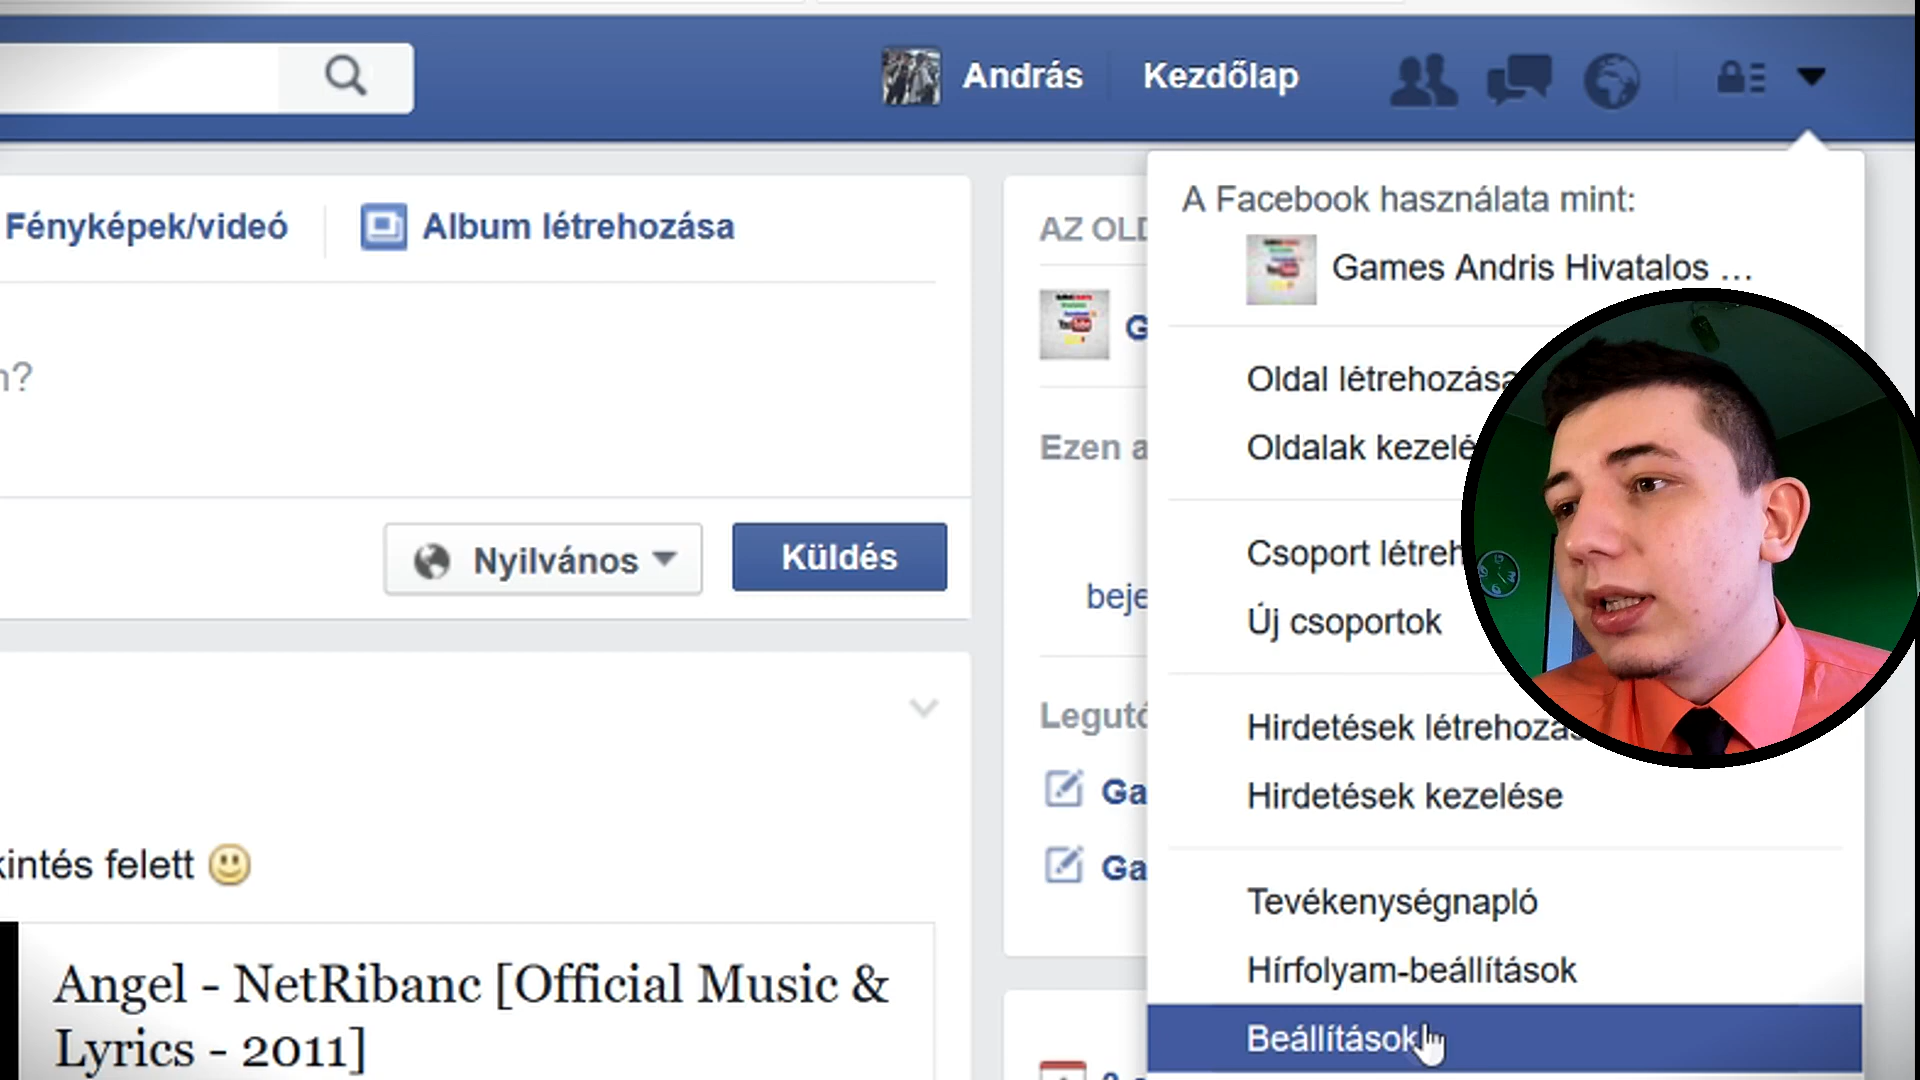 András
Kezdőlap
Fényképek/videó
Album létrehozása
Nyilvános
Küldés
kintés felett
Angel - NetRibanc [Official Music &
Lyrics - 2011]
AZ OLD
G
Ezen a
beje
Legutó
Ga
Ga
A Facebook használata mint:
Games Andris Hivatalos ...
Oldal létrehozása
Oldalak kezelé
Csoport létreh
Új csoportok
Hirdetések létrehozás
Hirdetések kezelése
Tevékenységnapló
Hírfolyam-beállítások
Beállítások